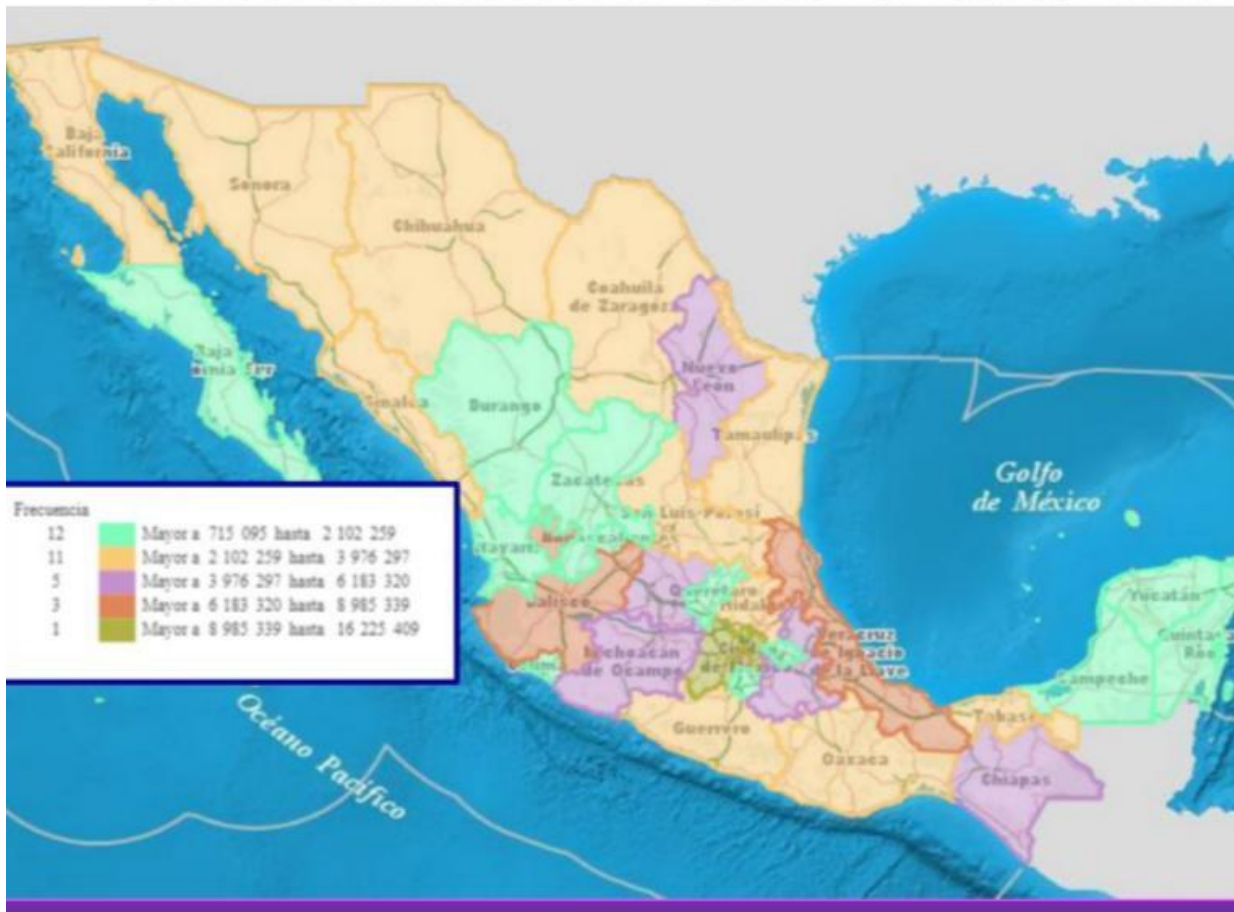 Baja
California
Sonora
Chihuahua
Coahuila
de Zaragoza
Nuevo
León
Baja
Durango
Sinaloa
Tamaulipas
Zacatecas
San Luis Potosí
Golfo
de México
Frecuencia
12 Mayor a 715 095 hasta 2 102 259
11 Mayor a 2 102 259 hasta 3 976 297
5 Mayor a 3 976 297 hasta 6 183 320
3 Mayor a 6 183 320 hasta 8 985 339
1 Mayor a 8 985 339 hasta 16 225 409
Jalisco
Querétaro
Michoacán
de Ocampo
Veracruz
de Ignacio
de la Llave
Yucatán
Quintana
Roo
Campeche
Guerrero
Oaxaca
Chiapas
Océano Pacífico